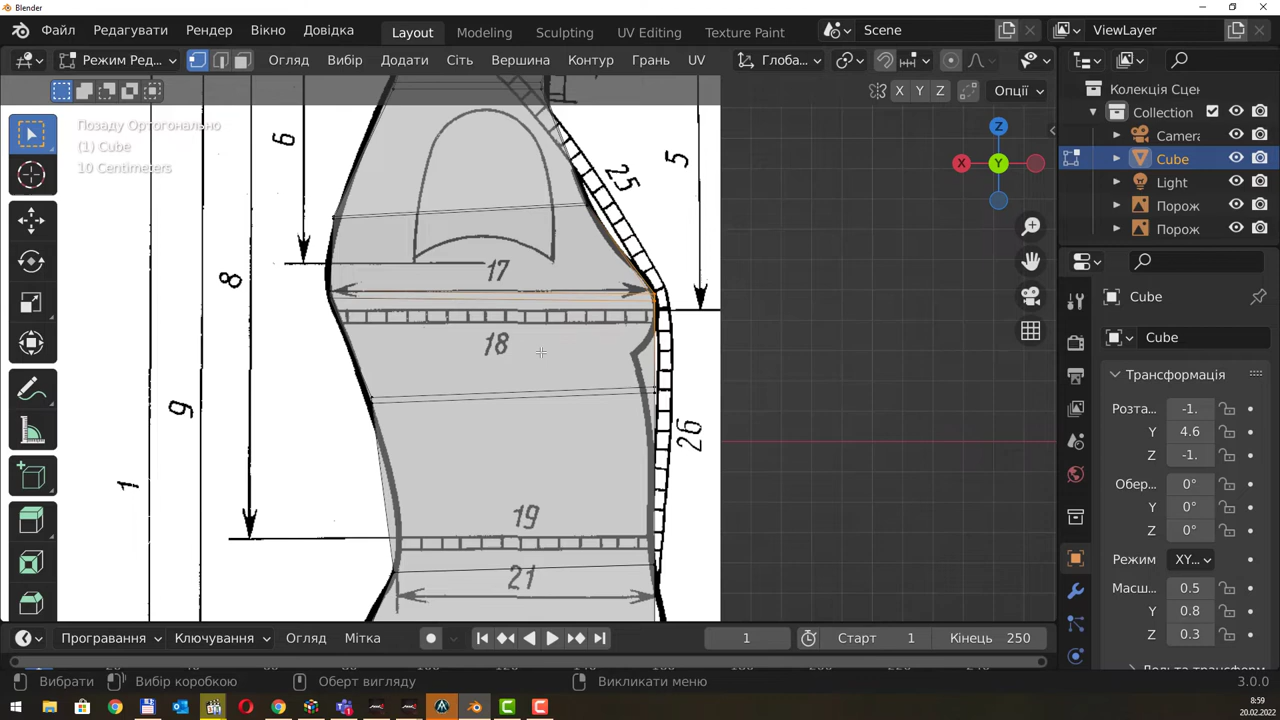 Blender
Файл Редагувати Рендер Вікно Довідка Layout Modeling Sculpting UV Editing Texture Paint Scene ViewLayer
Режим Ред... Огляд Вибір Додати Сіть Вершина Контур Грань UV Глоба...
X Y Z Опції
Позаду Ортогонально
(1) Cube
10 Centimeters
6
5
25
17
8
18
9
26
1
19
21
Z
X
Y
Колекція Сцен
Collection
Camera
Cube
Light
Порож
Порож
Cube
Cube
Трансформація
Розта... -1.
Y 4.6
Z -1.
Обер... 0°
Y 0°
Z 0°
Режим XY...
Масш... 0.5
Y 0.8
Z 0.3
Програвання Ключування Огляд Мітка 1 Старт 1 Кінець 250
Вибрати Вибір коробкою Оберт вигляду Викликати меню 3.0.0
8:59
20.02.2022